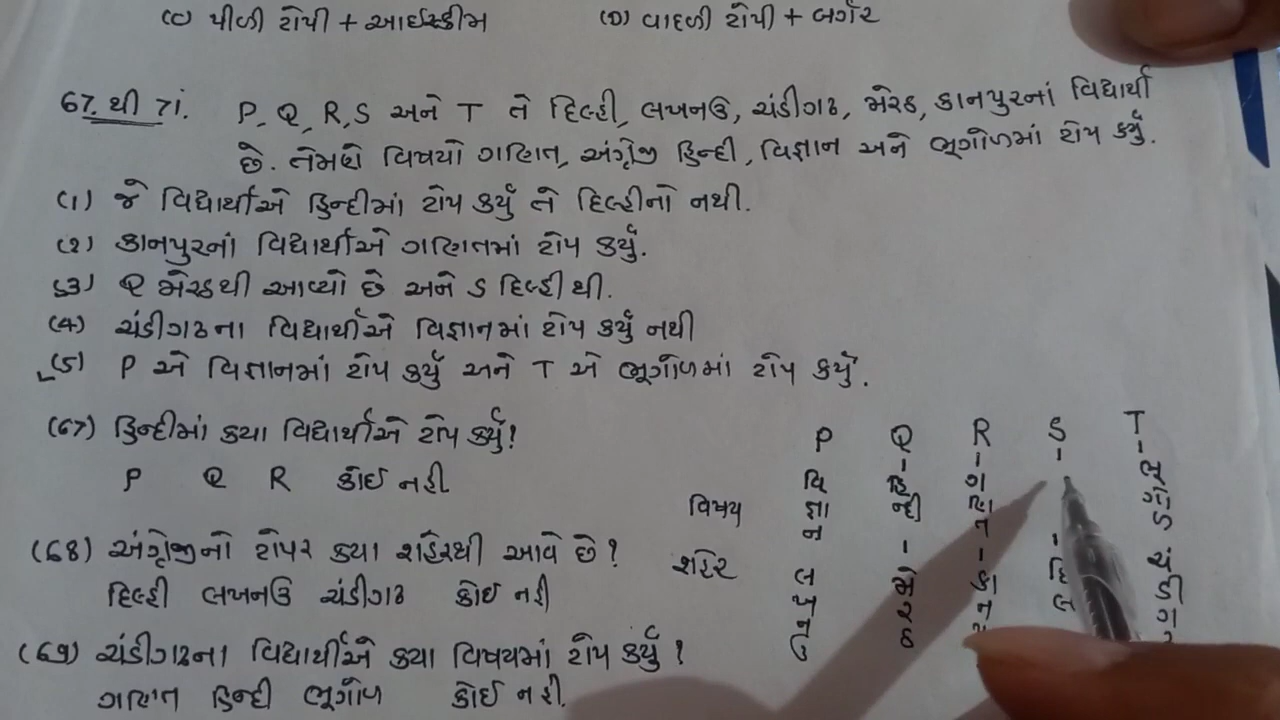 (C) પીળી ટોપી + આઈસ્ક્રીમ (D) વાદળી ટોપી + બર્ગર
67. થી 71. P, Q, R, S અને T તે દિલ્હી, લખનઉ, ચંડીગઢ, મેરઠ, કાનપુરનાં વિદ્યાર્થી
છે. તેમણે વિષયો ગણિત, અંગ્રેજી હિન્દી, વિજ્ઞાન અને ભૂગોળમાં ટોપ કર્યું.
(1) જે વિદ્યાર્થીએ હિન્દીમાં ટોપ કર્યું તે દિલ્હીનો નથી.
(2) કાનપુરનાં વિદ્યાર્થીએ ગણિતમાં ટોપ કર્યું.
(3) Q મેરઠથી આવ્યો છે અને S દિલ્હીથી.
(4) ચંડીગઢના વિદ્યાર્થીએ વિજ્ઞાનમાં ટોપ કર્યું નથી
(5) P એ વિજ્ઞાનમાં ટોપ કર્યું અને T એ ભૂગોળમાં ટોપ કર્યું.
(67) હિન્દીમાં કયા વિદ્યાર્થીએ ટોપ કર્યું?
P Q R કોઈ નહી
(68) અંગ્રેજીનો ટોપર કયા શહેરથી આવે છે?
દિલ્હી લખનઉ ચંડીગઢ કોઈ નહી
(69) ચંડીગઢના વિદ્યાર્થીએ કયા વિષયમાં ટોપ કર્યું?
ગણિત હિન્દી ભૂગોળ કોઈ નહી.
P Q R S T
વિષય વિજ્ઞાન હિન્દી ગણિત ભૂગોળ
શહેર લખનઉ મેરઠ કાન દિલ ચંડીગ